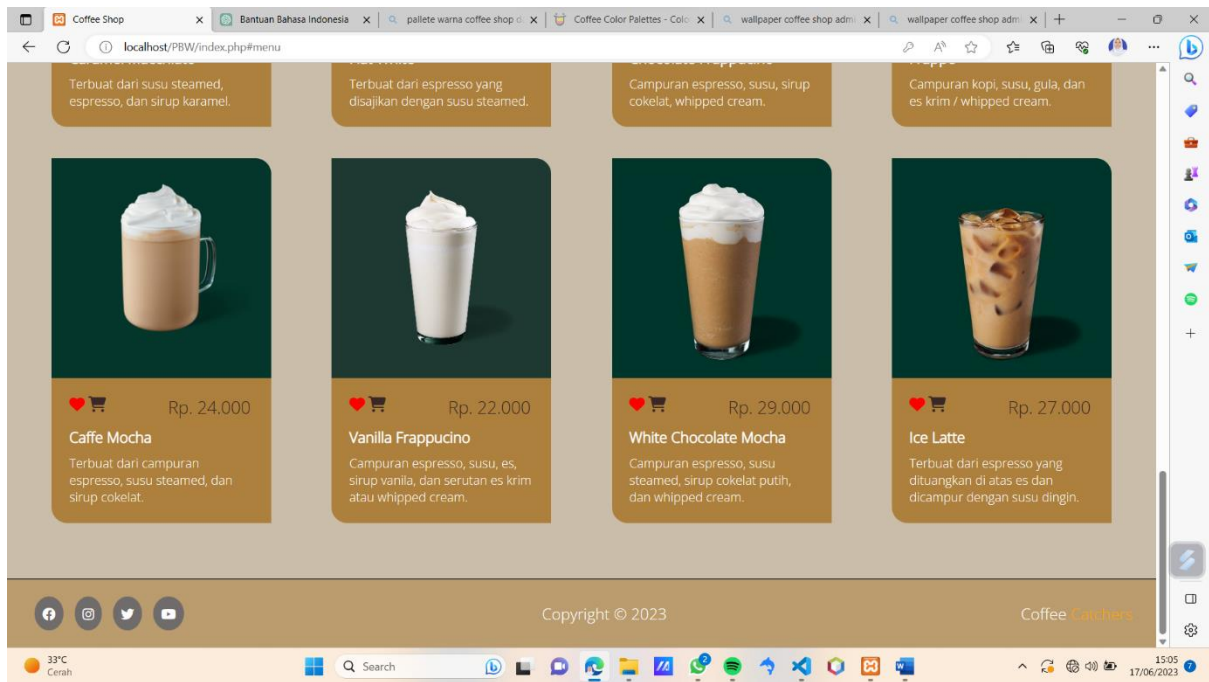 Coffee Shop
Bantuan Bahasa Indonesia
pallete warna coffee shop d
Coffee Color Palettes - Colo
wallpaper coffee shop admi
wallpaper coffee shop admi
localhost/PBW/index.php#menu
Terbuat dari susu steamed,
espresso, dan sirup karamel.
Terbuat dari espresso yang
disajikan dengan susu steamed.
Campuran espresso, susu, sirup
cokelat, whipped cream.
Campuran kopi, susu, gula, dan
es krim / whipped cream.
Rp. 24.000
Caffe Mocha
Terbuat dari campuran
espresso, susu steamed, dan
sirup cokelat.
Rp. 22.000
Vanilla Frappucino
Campuran espresso, susu, es,
sirup vanila, dan serutan es krim
atau whipped cream.
Rp. 29.000
White Chocolate Mocha
Campuran espresso, susu
steamed, sirup cokelat putih,
dan whipped cream.
Rp. 27.000
Ice Latte
Terbuat dari espresso yang
dituangkan di atas es dan
dicampur dengan susu dingin.
Copyright © 2023
Coffee Catchers
33°C
Cerah
Search
2
15:05
17/06/2023
7